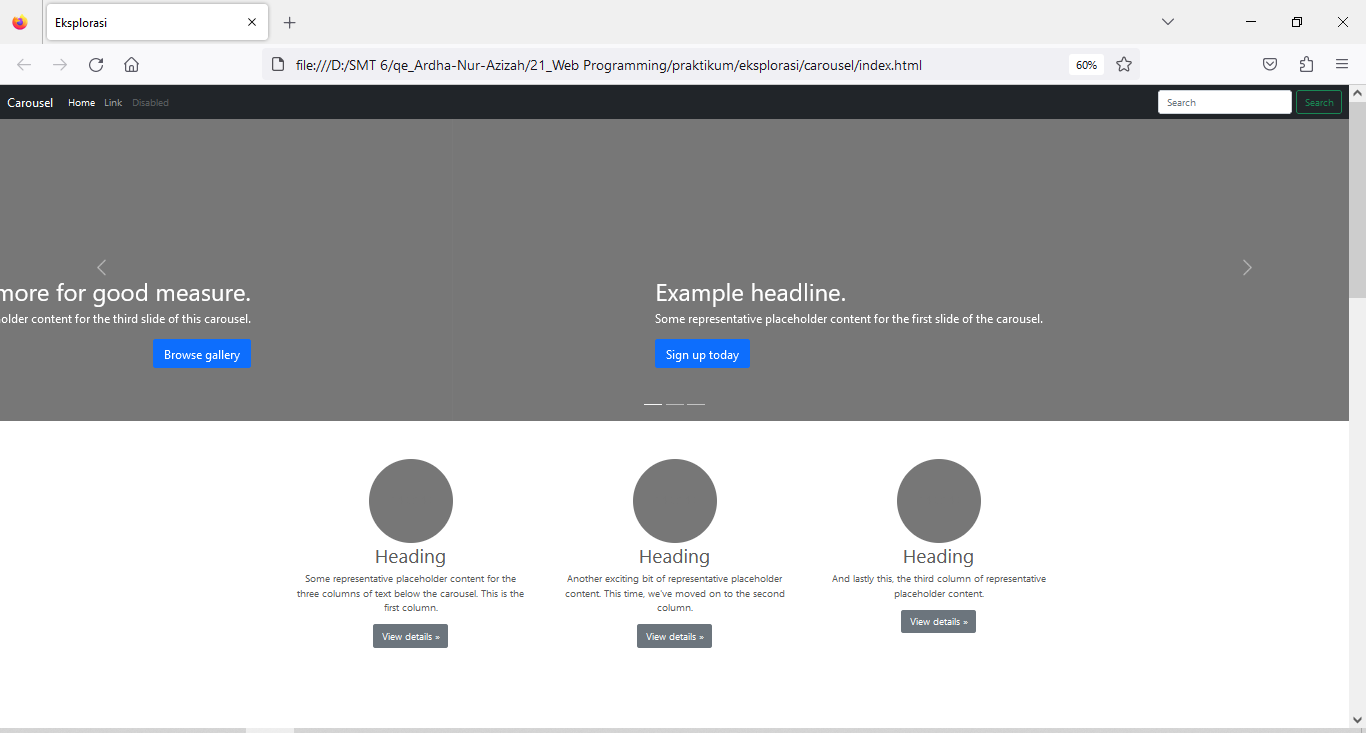 Eksplorasi
file:///D:/SMT 6/qe_Ardha-Nur-Azizah/21_Web Programming/praktikum/eksplorasi/carousel/index.html
60%
Carousel Home Link Disabled
Search Search
more for good measure.
older content for the third slide of this carousel.
Browse gallery
Example headline.
Some representative placeholder content for the first slide of the carousel.
Sign up today
Heading
Some representative placeholder content for the
three columns of text below the carousel. This is the
first column.
View details »
Heading
Another exciting bit of representative placeholder
content. This time, we've moved on to the second
column.
View details »
Heading
And lastly this, the third column of representative
placeholder content.
View details »